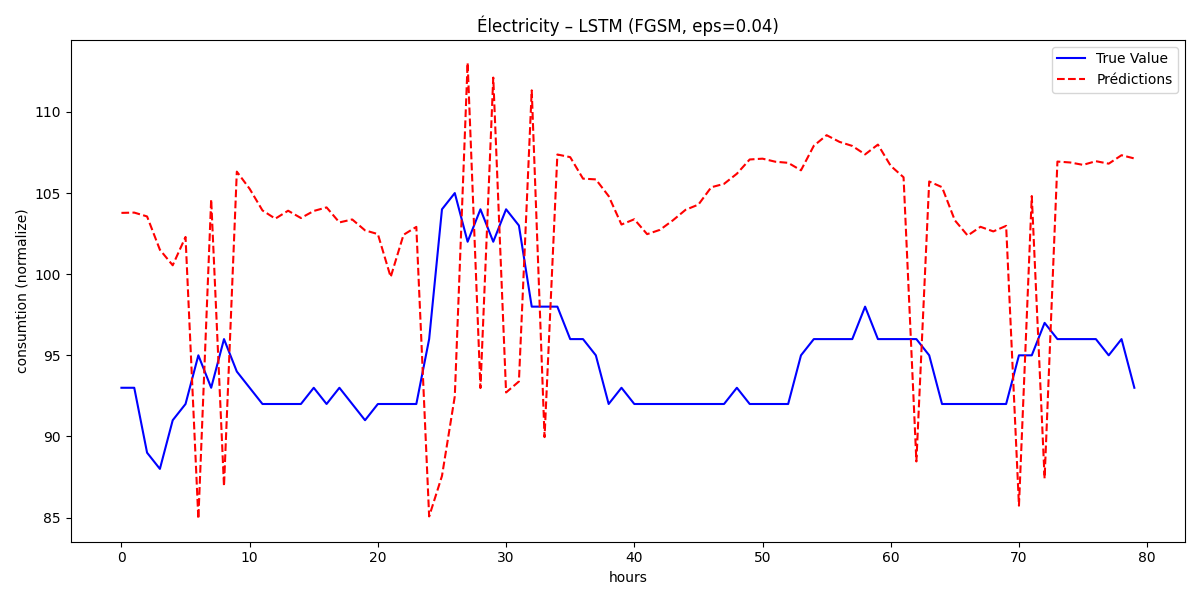 Électricity – LSTM (FGSM, eps=0.04)
True Value
Prédictions
consumtion (normalize)
110
105
100
95
90
85
0 10 20 30 40 50 60 70 80
hours